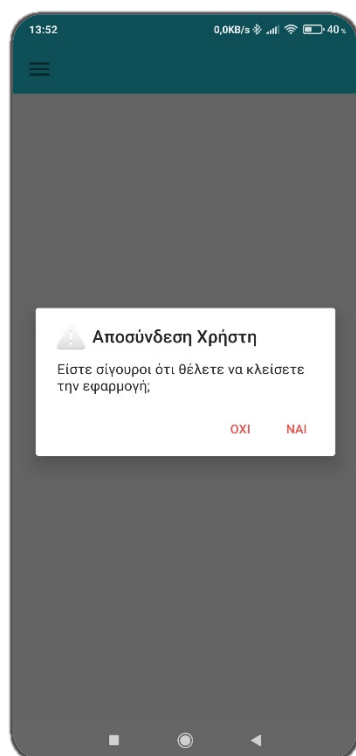 13:52 0,0KB/s 40%
Αποσύνδεση Χρήστη
Είστε σίγουροι ότι θέλετε να κλείσετε
την εφαρμογή;
ΟΧΙ ΝΑΙ